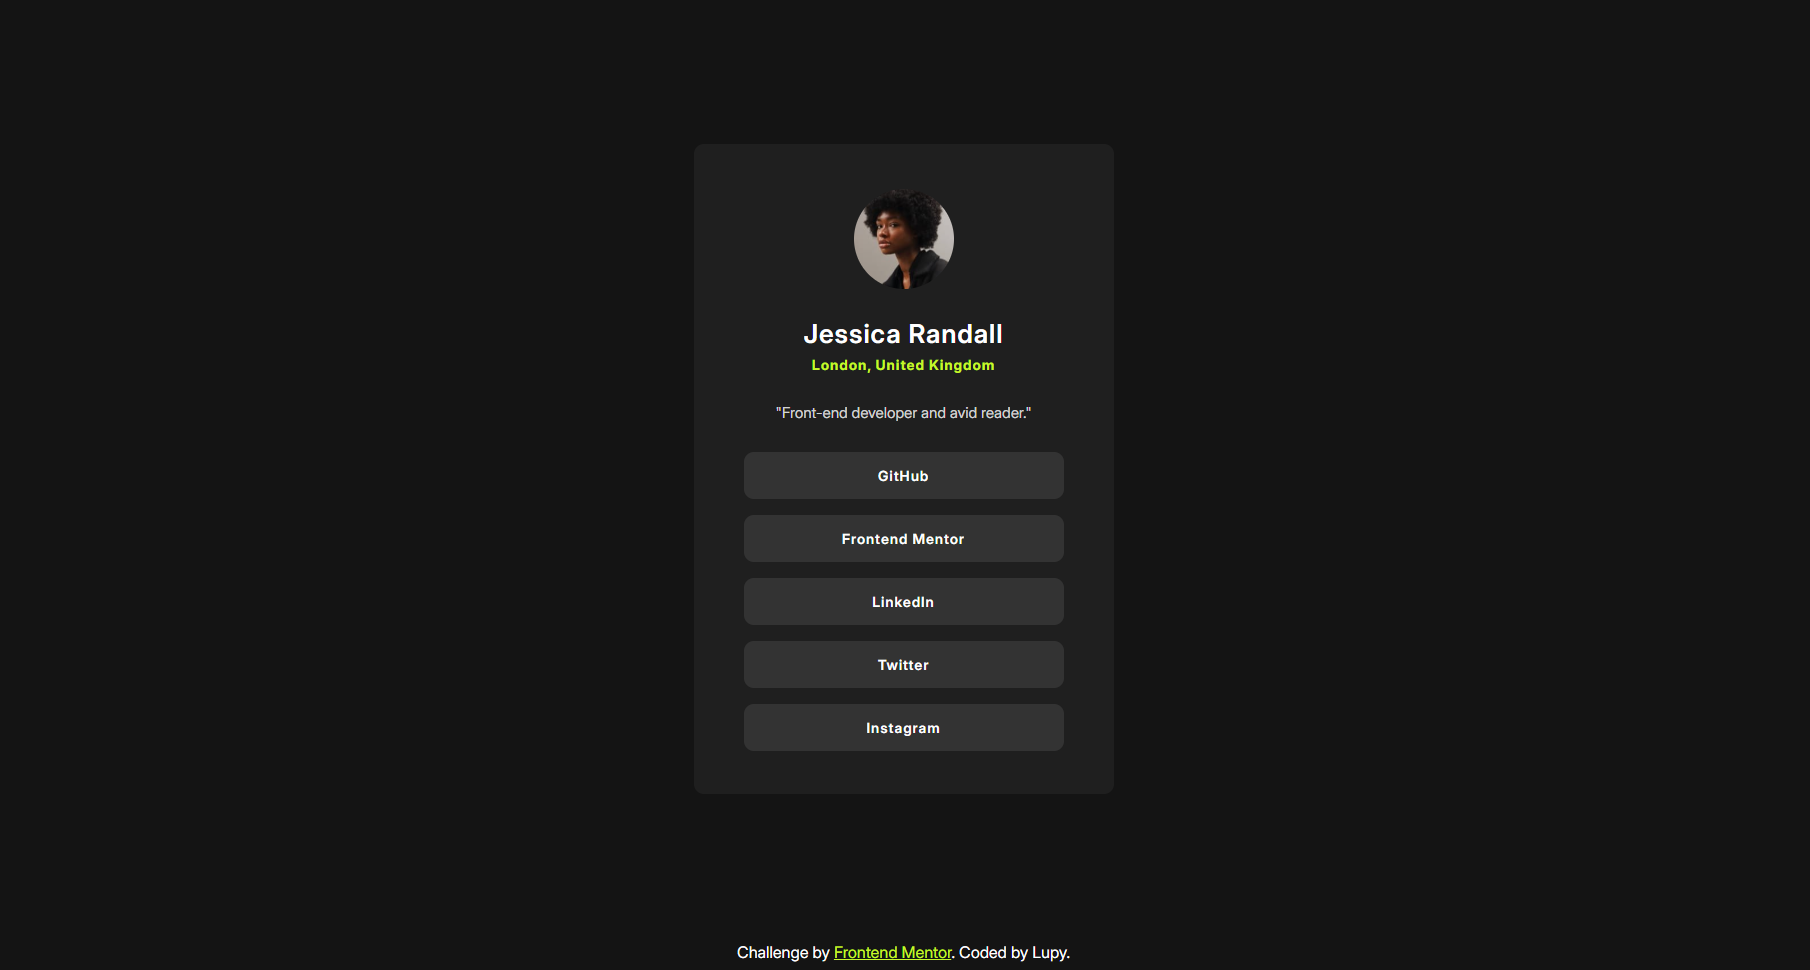 Jessica Randall
London, United Kingdom
"Front-end developer and avid reader."
GitHub
Frontend Mentor
LinkedIn
Twitter
Instagram
Challenge by Frontend Mentor. Coded by Lupy.